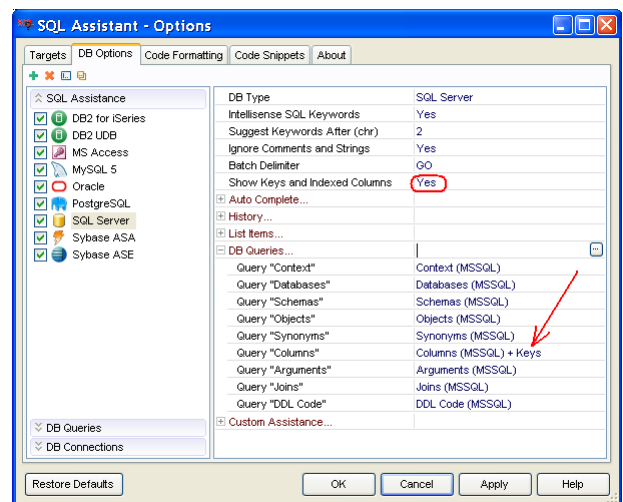 SQL Assistant - Options
Targets DB Options Code Formatting Code Snippets About
SQL Assistance
DB2 for iSeries
DB2 UDB
MS Access
MySQL 5
Oracle
PostgreSQL
SQL Server
Sybase ASA
Sybase ASE
DB Queries
DB Connections
DB Type SQL Server
Intellisense SQL Keywords Yes
Suggest Keywords After (chr) 2
Ignore Comments and Strings Yes
Batch Delimiter GO
Show Keys and Indexed Columns Yes
Auto Complete...
History...
List Items...
DB Queries...
Query "Context" Context (MSSQL)
Query "Databases" Databases (MSSQL)
Query "Schemas" Schemas (MSSQL)
Query "Objects" Objects (MSSQL)
Query "Synonyms" Synonyms (MSSQL)
Query "Columns" Columns (MSSQL) + Keys
Query "Arguments" Arguments (MSSQL)
Query "Joins" Joins (MSSQL)
Query "DDL Code" DDL Code (MSSQL)
Custom Assistance...
Restore Defaults OK Cancel Apply Help